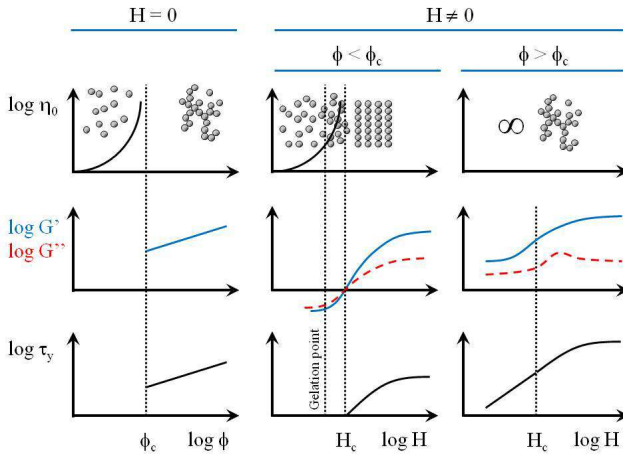 H = 0
H ≠ 0
ϕ < ϕc
ϕ > ϕc
log η0
∞
log G’
log G’’
log τy
Gelation point
ϕc
log ϕ
Hc
log H
Hc
log H